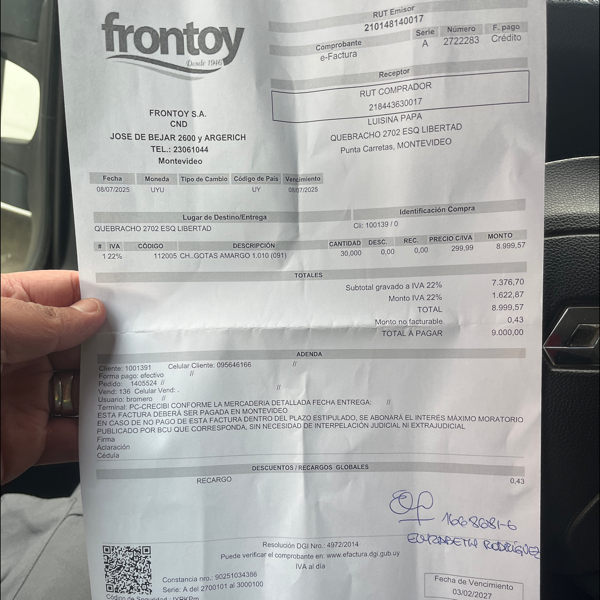 frontoy
Desde 1946
RUT Emisor
210148140017
Comprobante
e-Factura
Serie Número F. pago
A 2722283 Crédito
Receptor
RUT COMPRADOR
218443630017
LUISINA PAPA
QUEBRACHO 2702 ESQ LIBERTAD
Punta Carretas, MONTEVIDEO
FRONTOY S.A.
CND
JOSE DE BEJAR 2600 y ARGERICH
TEL.: 23061044
Montevideo
Fecha Moneda Tipo de Cambio Código de País Vencimiento
08/07/2025 UYU UY 08/07/2025
Lugar de Destino/Entrega
Identificación Compra
QUEBRACHO 2702 ESQ LIBERTAD
Cli: 100139 / 0
# IVA CÓDIGO DESCRIPCIÓN CANTIDAD DESC. REC. PRECIO C/IVA MONTO
1 22% 112005 CH..GOTAS AMARGO 1.010 (091) 30,000 0,00 0,00 299,99 8.999,57
TOTALES
Subtotal gravado a IVA 22% 7.376,70
Monto IVA 22% 1.622,87
TOTAL 8.999,57
Monto no facturable 0,43
TOTAL A PAGAR 9.000,00
ADENDA
Cliente: 1001391 Celular Cliente: 095646166 //
Forma pago: efectivo //
Pedido: 1405524 //
Vend: 136 Celular Vend: . //
Usuario: bromero //
Terminal: PC-CRECIBI CONFORME LA MERCADERIA DETALLADA FECHA ENTREGA: //
ESTA FACTURA DEBERÁ SER PAGADA EN MONTEVIDEO
EN CASO DE NO PAGO DE ESTA FACTURA DENTRO DEL PLAZO ESTIPULADO, SE ABONARÁ EL INTERÉS MÁXIMO MORATORIO
PUBLICADO POR BCU QUE CORRESPONDA, SIN NECESIDAD DE INTERPELACIÓN JUDICIAL NI EXTRAJUDICIAL
Firma
Aclaración
Cédula
DESCUENTOS / RECARGOS GLOBALES
RECARGO 0,43
1668681-6
ELIZABETH RODRÍGUEZ
Resolución DGI Nro.: 4972/2014
Puede verificar el comprobante en: www.efactura.dgi.gub.uy
IVA al día
Constancia nro.: 90251034386
Serie: A del 2700101 al 3000100
Fecha de Vencimiento
03/02/2027
Código de Seguridad